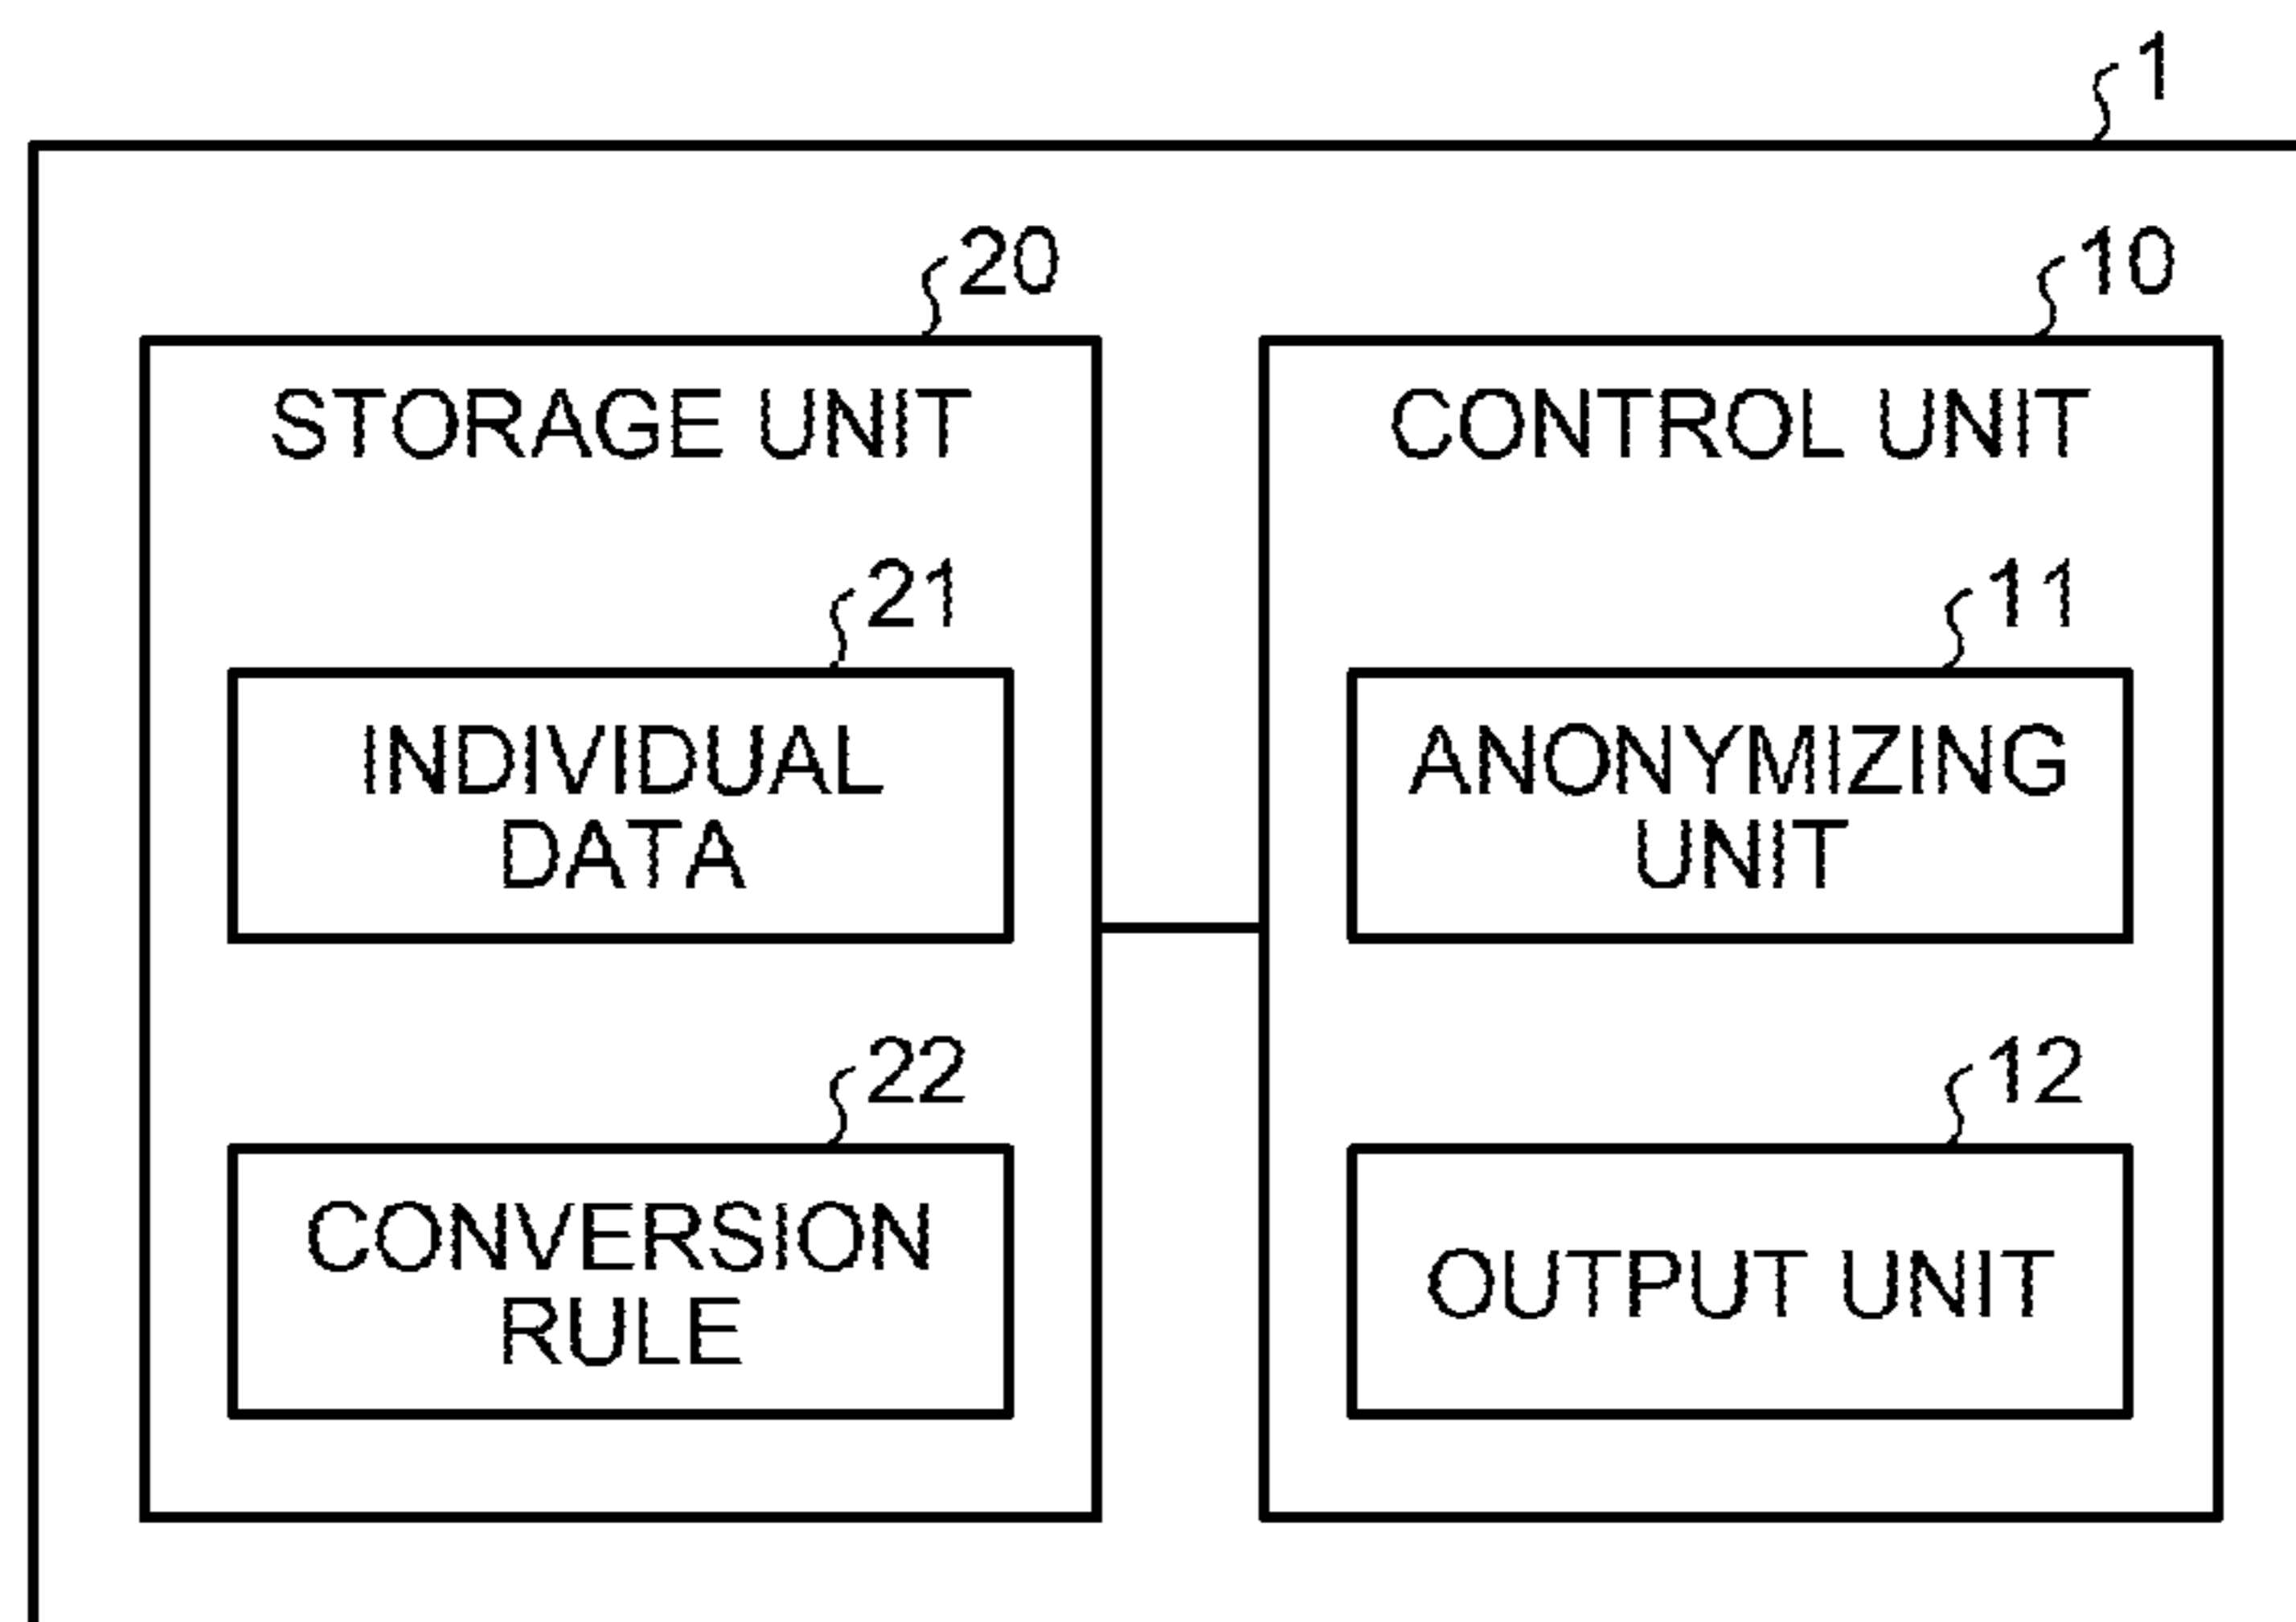 1
20
STORAGE UNIT
21
INDIVIDUAL
DATA
22
CONVERSION
RULE
10
CONTROL UNIT
11
ANONYMIZING
UNIT
12
OUTPUT UNIT